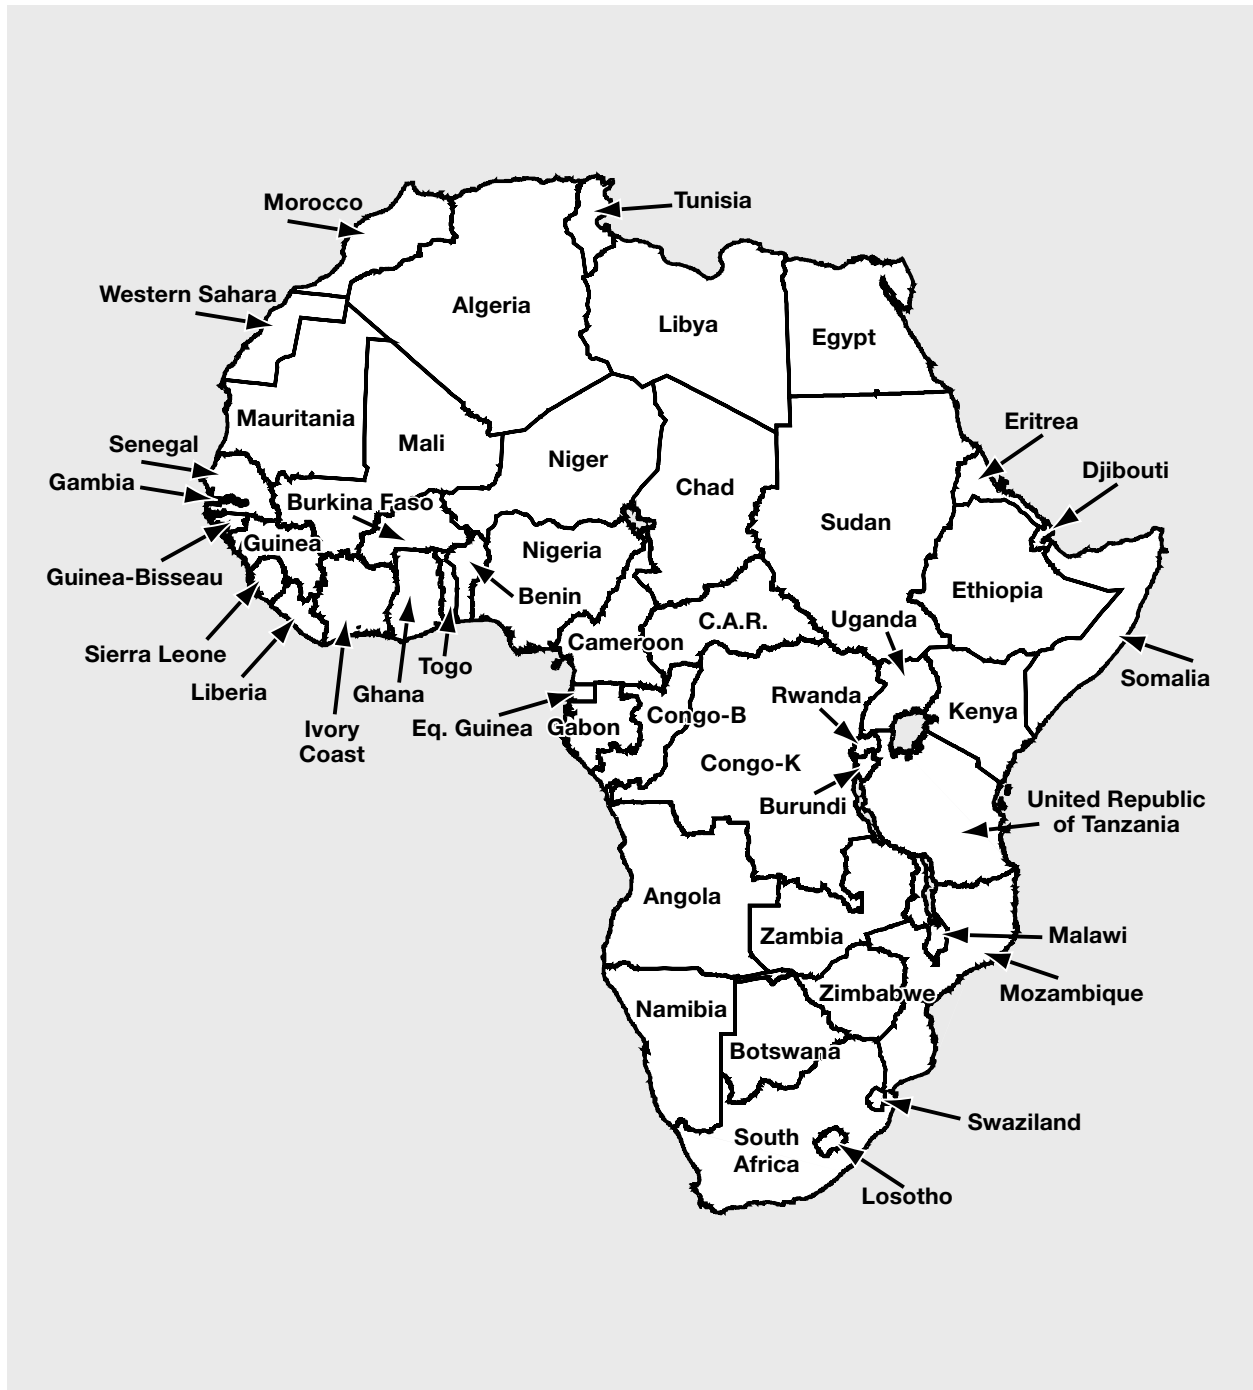 Morocco
Tunisia
Western Sahara
Algeria
Libya
Egypt
Mauritania
Mali
Niger
Chad
Eritrea
Senegal
Gambia
Djibouti
Burkina Faso
Sudan
Guinea
Nigeria
Guinea-Bisseau
Benin
Ethiopia
Uganda
C.A.R.
Cameroon
Sierra Leone
Togo
Liberia
Ghana
Somalia
Rwanda
Kenya
Ivory
Coast
Eq. Guinea
Gabon
Congo-B
Congo-K
Burundi
United Republic
of Tanzania
Angola
Zambia
Malawi
Mozambique
Zimbabwe
Namibia
Botswana
Swaziland
South
Africa
Losotho